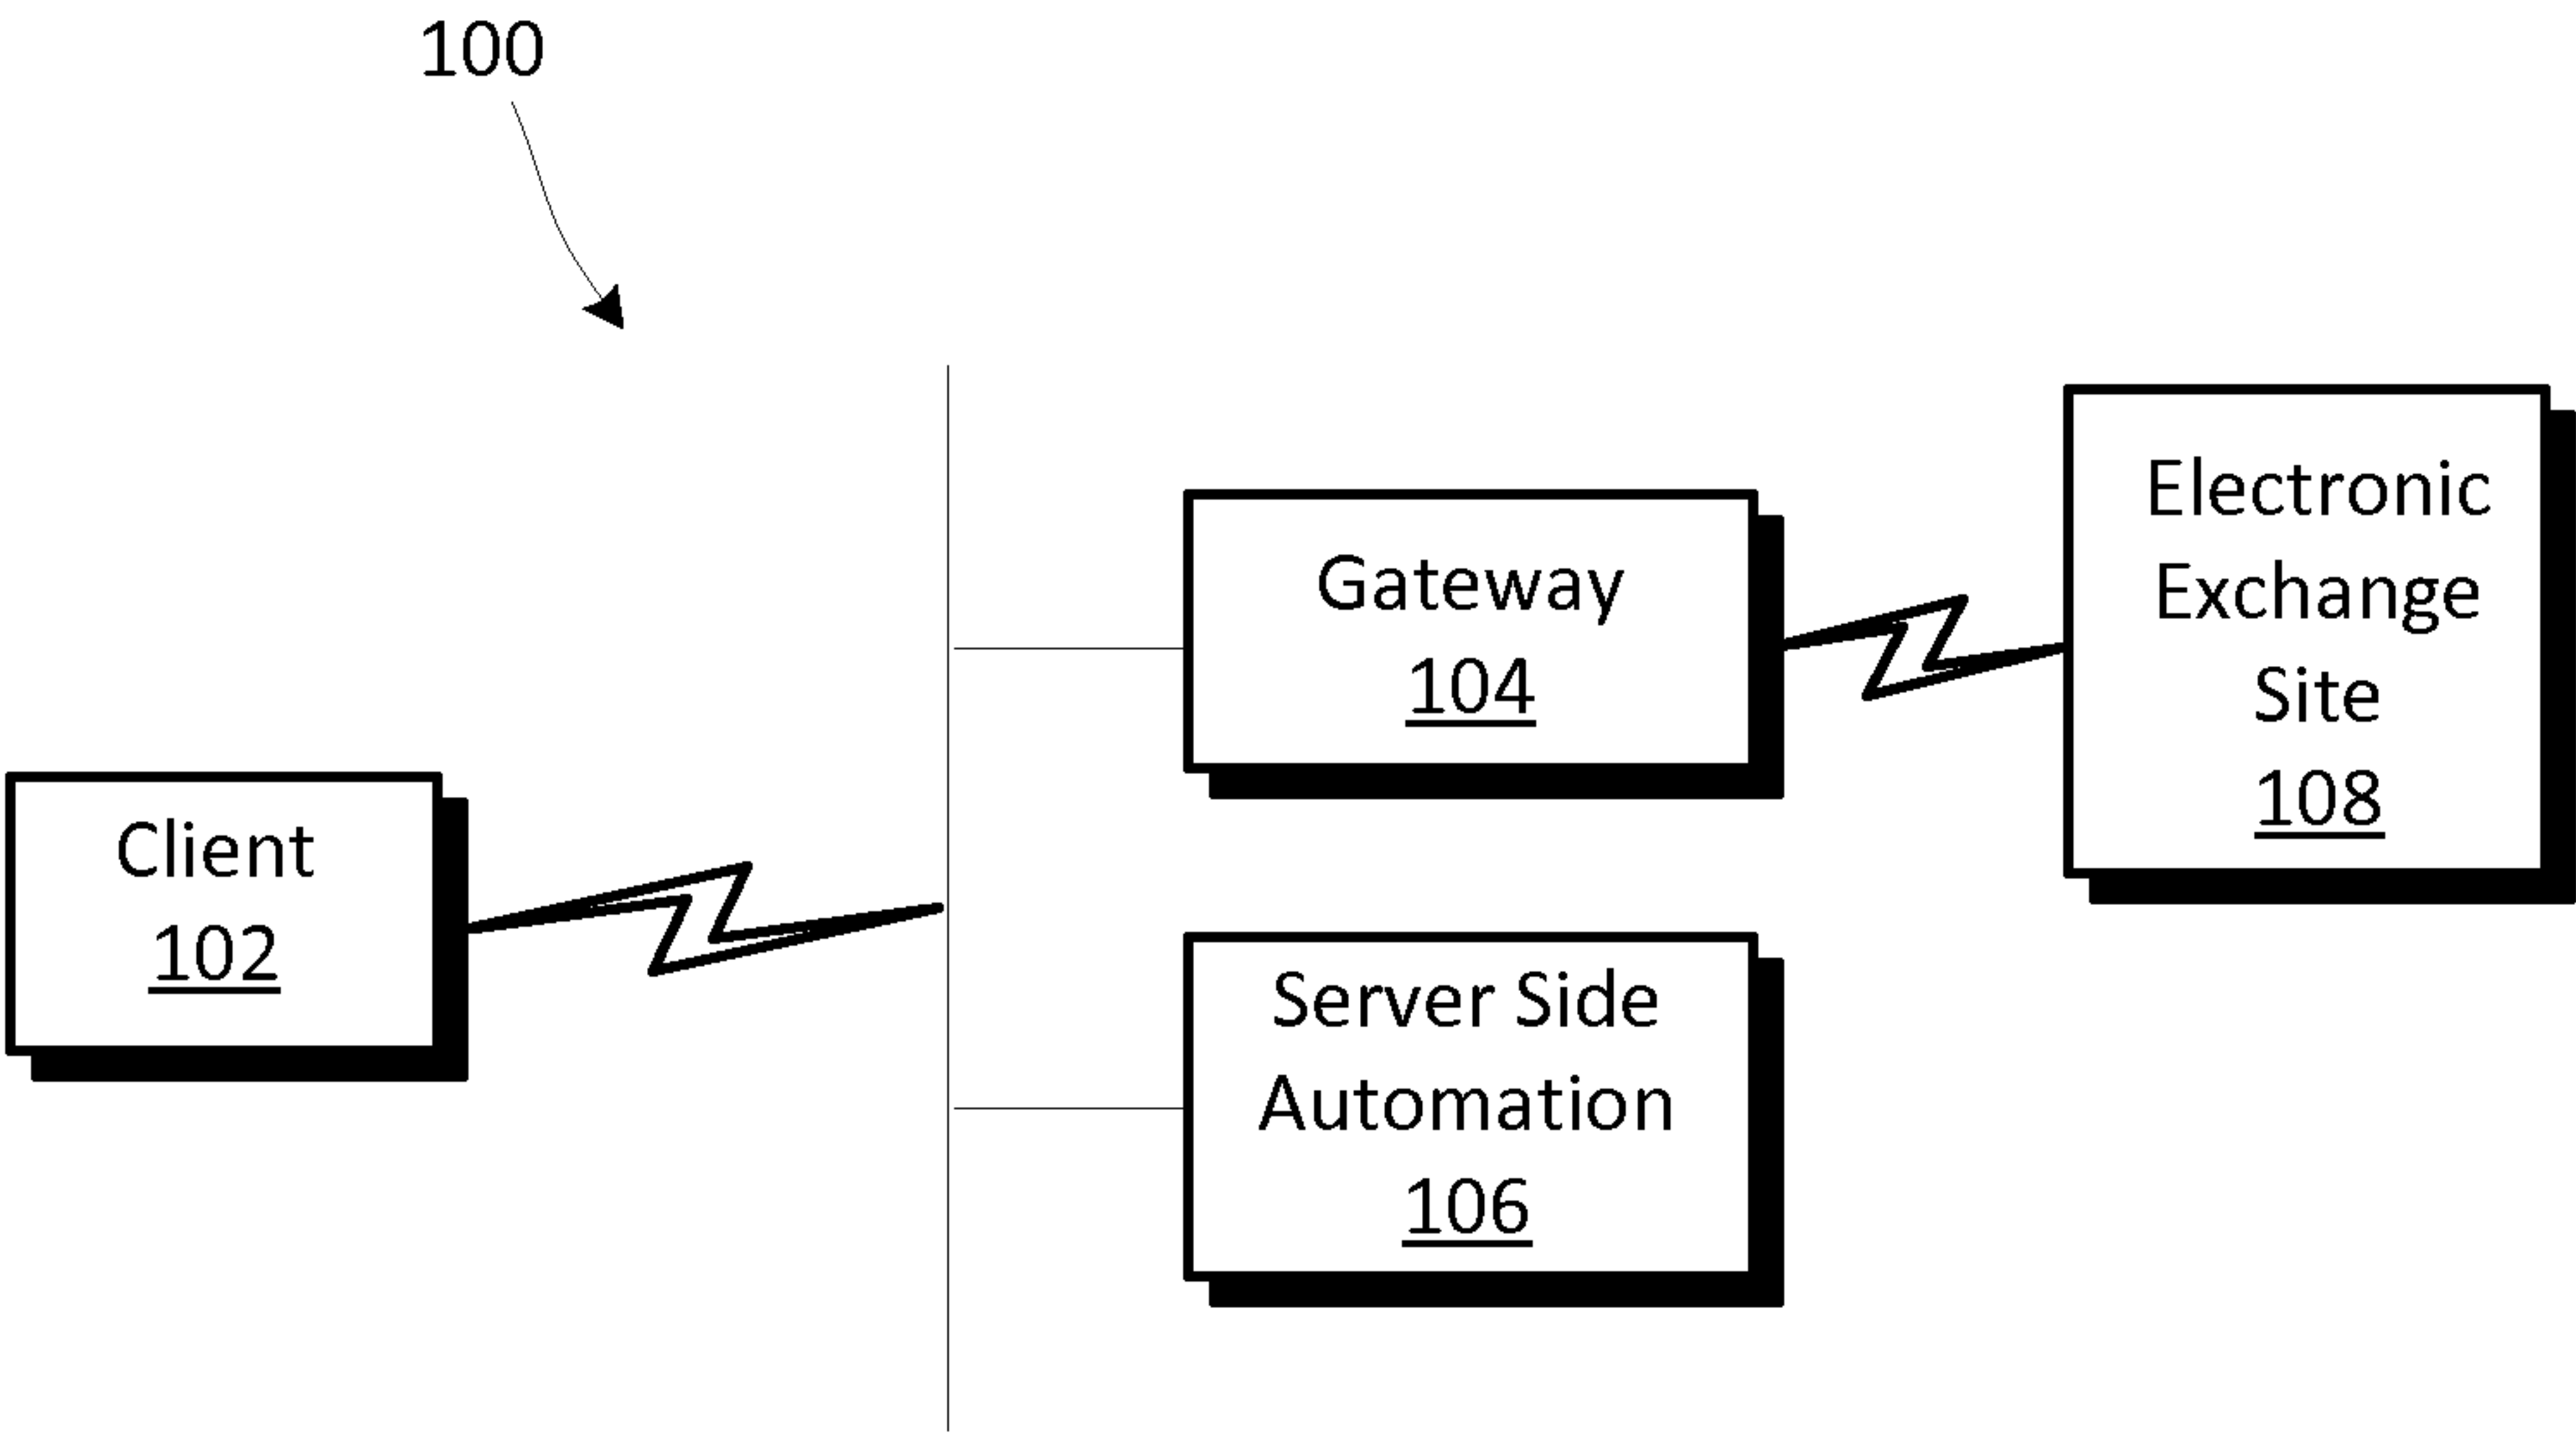 100
Client
102
Gateway
104
Server Side
Automation
106
Electronic
Exchange
Site
108